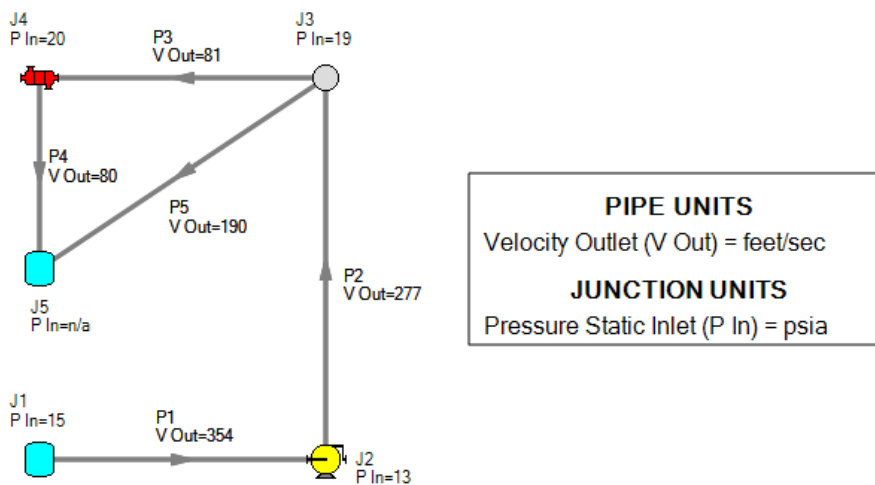 J4
P In=20
P3
V Out=81
J3
P In=19
P4
V Out=80
P5
V Out=190
J5
P In=n/a
P2
V Out=277
J1
P In=15
P1
V Out=354
J2
P In=13
PIPE UNITS
Velocity Outlet (V Out) = feet/sec
JUNCTION UNITS
Pressure Static Inlet (P In) = psia